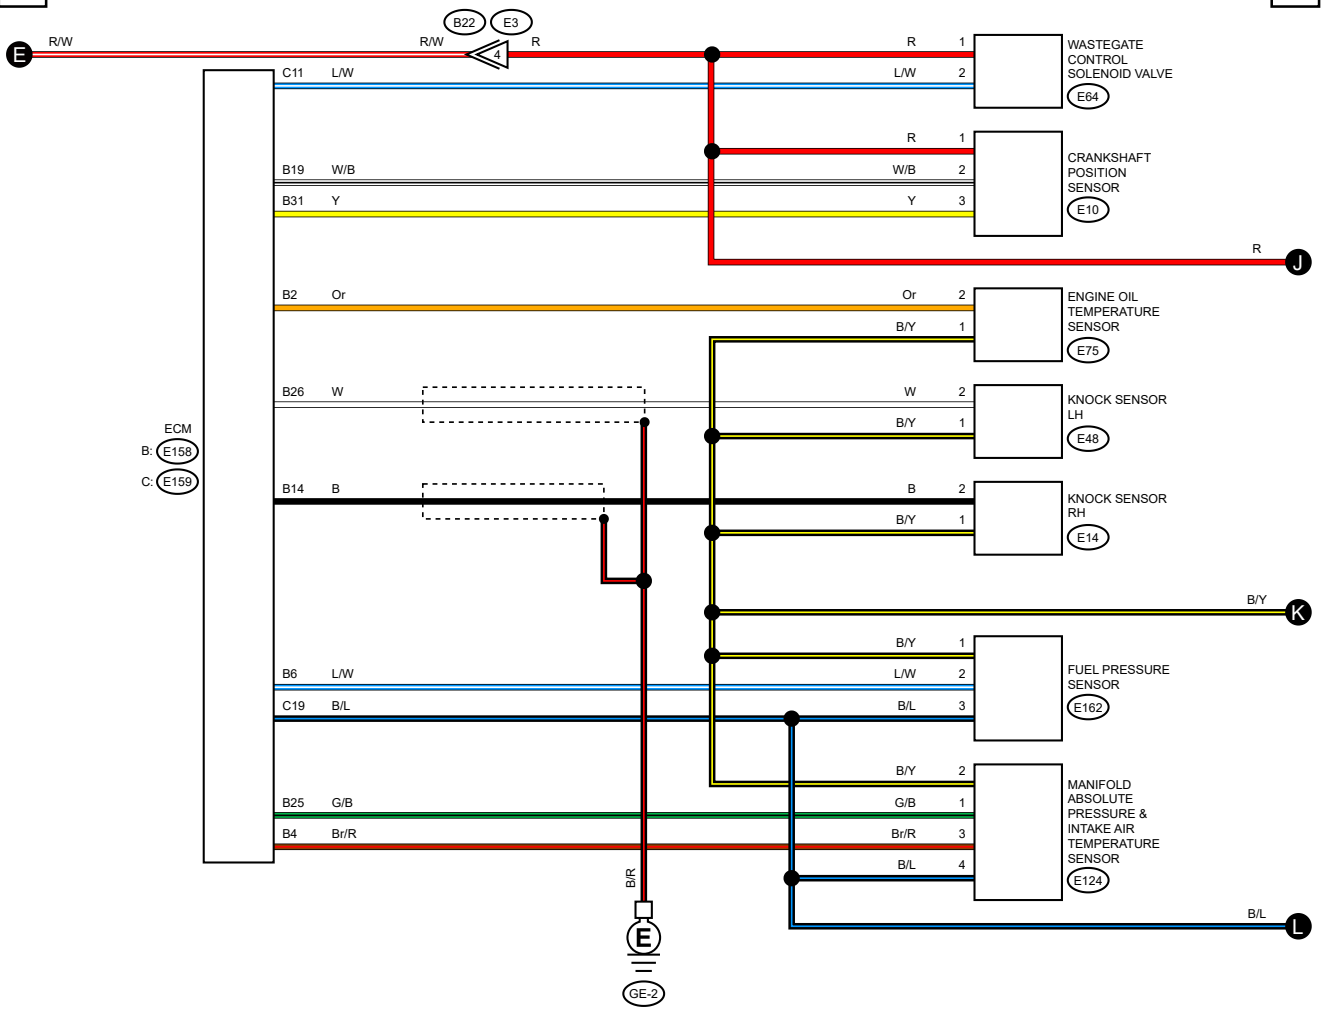 B22 E3
E R/W R/W 4 R R 1 WASTEGATE
CONTROL
SOLENOID VALVE
C11 L/W L/W 2
E64
R 1
CRANKSHAFT
POSITION
SENSOR
B19 W/B W/B 2
B31 Y Y 3
E10
R J
B2 Or Or 2 ENGINE OIL
TEMPERATURE
SENSOR
B/Y 1
E75
B26 W W 2 KNOCK SENSOR
LH
B/Y 1
E48
ECM
B: E158
C: E159
B14 B B 2 KNOCK SENSOR
RH
B/Y 1
E14
B/Y K
B/Y 1
B6 L/W L/W 2 FUEL PRESSURE
SENSOR
C19 B/L B/L 3 E162
B/Y 2
MANIFOLD
ABSOLUTE
PRESSURE &
INTAKE AIR
TEMPERATURE
SENSOR
B25 G/B G/B 1
B4 Br/R Br/R 3
B/L 4
E124
B/R
B/L L
E
GE-2